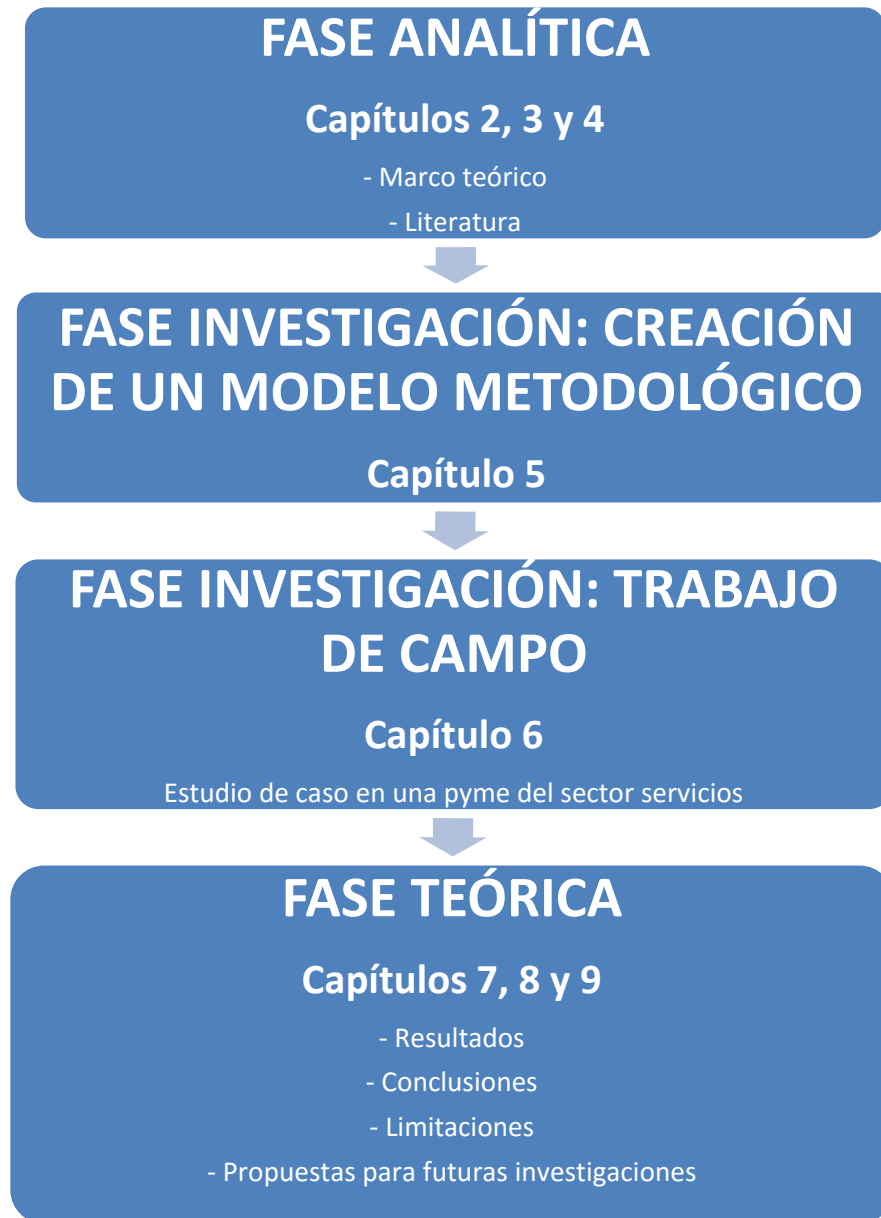 FASE ANALÍTICA
Capítulos 2, 3 y 4
- Marco teórico
- Literatura
FASE INVESTIGACIÓN: CREACIÓN
DE UN MODELO METODOLÓGICO
Capítulo 5
FASE INVESTIGACIÓN: TRABAJO
DE CAMPO
Capítulo 6
Estudio de caso en una pyme del sector servicios
FASE TEÓRICA
Capítulos 7, 8 y 9
- Resultados
- Conclusiones
- Limitaciones
- Propuestas para futuras investigaciones